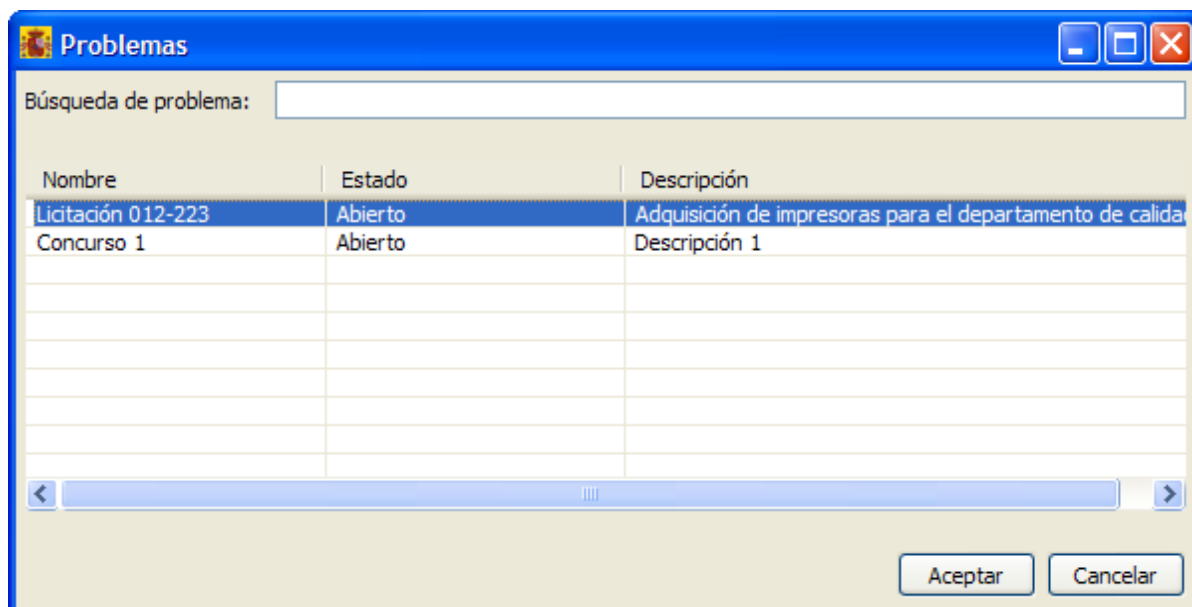 Problemas
Búsqueda de problema:
Nombre Estado Descripción
Licitación 012-223 Abierto Adquisición de impresoras para el departamento de calidad
Concurso 1 Abierto Descripción 1
Aceptar Cancelar